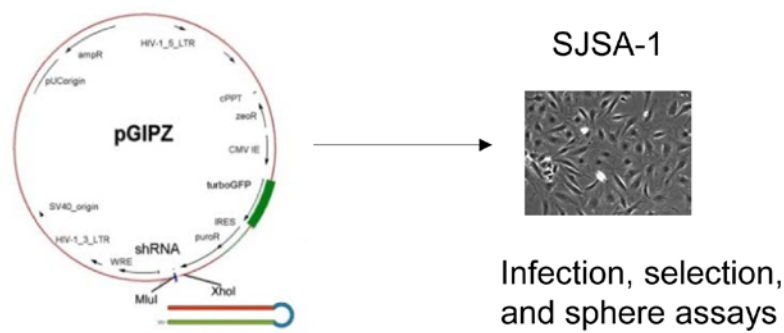 SJSA-1
HIV-1_5_LTR
ampR
pUCorigin
cPPT
zeoR
pGIPZ
CMV IE
turboGFP
SV40_origin
IRES
puroR
HIV-1_3_LTR
shRNA
WRE
MluI
XhoI
Infection, selection,
and sphere assays